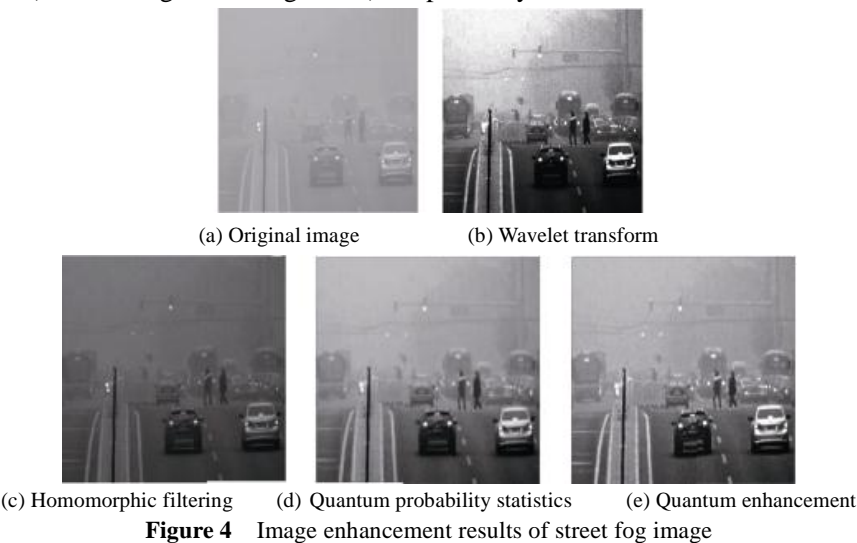 (a) Original image
(b) Wavelet transform
(c) Homomorphic filtering
(d) Quantum probability statistics
(e) Quantum enhancement
Figure 4 Image enhancement results of street fog image